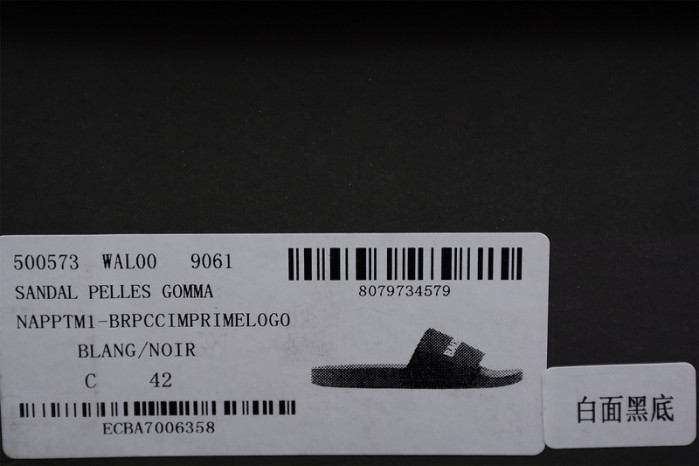 500573 WAL00 9061
8079734579
SANDAL PELLES GOMMA
NAPPTM1-BRPCCIMPRIMELOGO
BLANG/NOIR
C 42
ECBA7006358
白面黑底